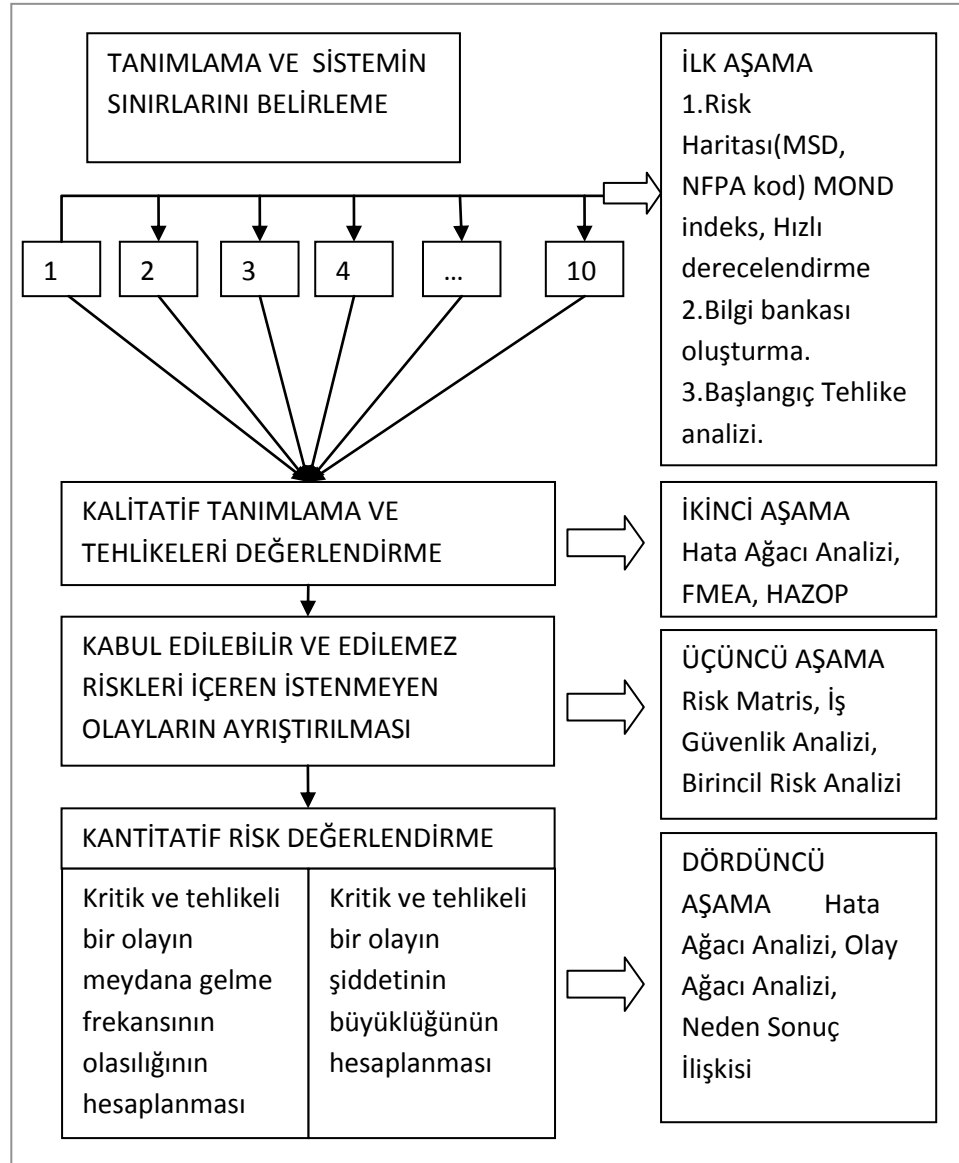 TANIMLAMA VE SİSTEMİN
SINIRLARINI BELİRLEME
İLK AŞAMA
1.Risk
Haritası(MSD,
NFPA kod) MOND
indeks, Hızlı
derecelendirme
2.Bilgi bankası
oluşturma.
3.Başlangıç Tehlike
analizi.
1 2 3 4 … 10
KALİTATİF TANIMLAMA VE
TEHLİKELERİ DEĞERLENDİRME
İKİNCİ AŞAMA
Hata Ağacı Analizi,
FMEA, HAZOP
KABUL EDİLEBİLİR VE EDİLEMEZ
RİSKLERİ İÇEREN İSTENMEYEN
OLAYLARIN AYRIŞTIRILMASI
ÜÇÜNCÜ AŞAMA
Risk Matris, İş
Güvenlik Analizi,
Birincil Risk Analizi
KANTİTATİF RİSK DEĞERLENDİRME
Kritik ve tehlikeli
bir olayın
meydana gelme
frekansının
olasılığının
hesaplanması
Kritik ve tehlikeli
bir olayın
şiddetinin
büyüklüğünün
hesaplanması
DÖRDÜNCÜ
AŞAMA Hata
Ağacı Analizi, Olay
Ağacı Analizi,
Neden Sonuç
İlişkisi